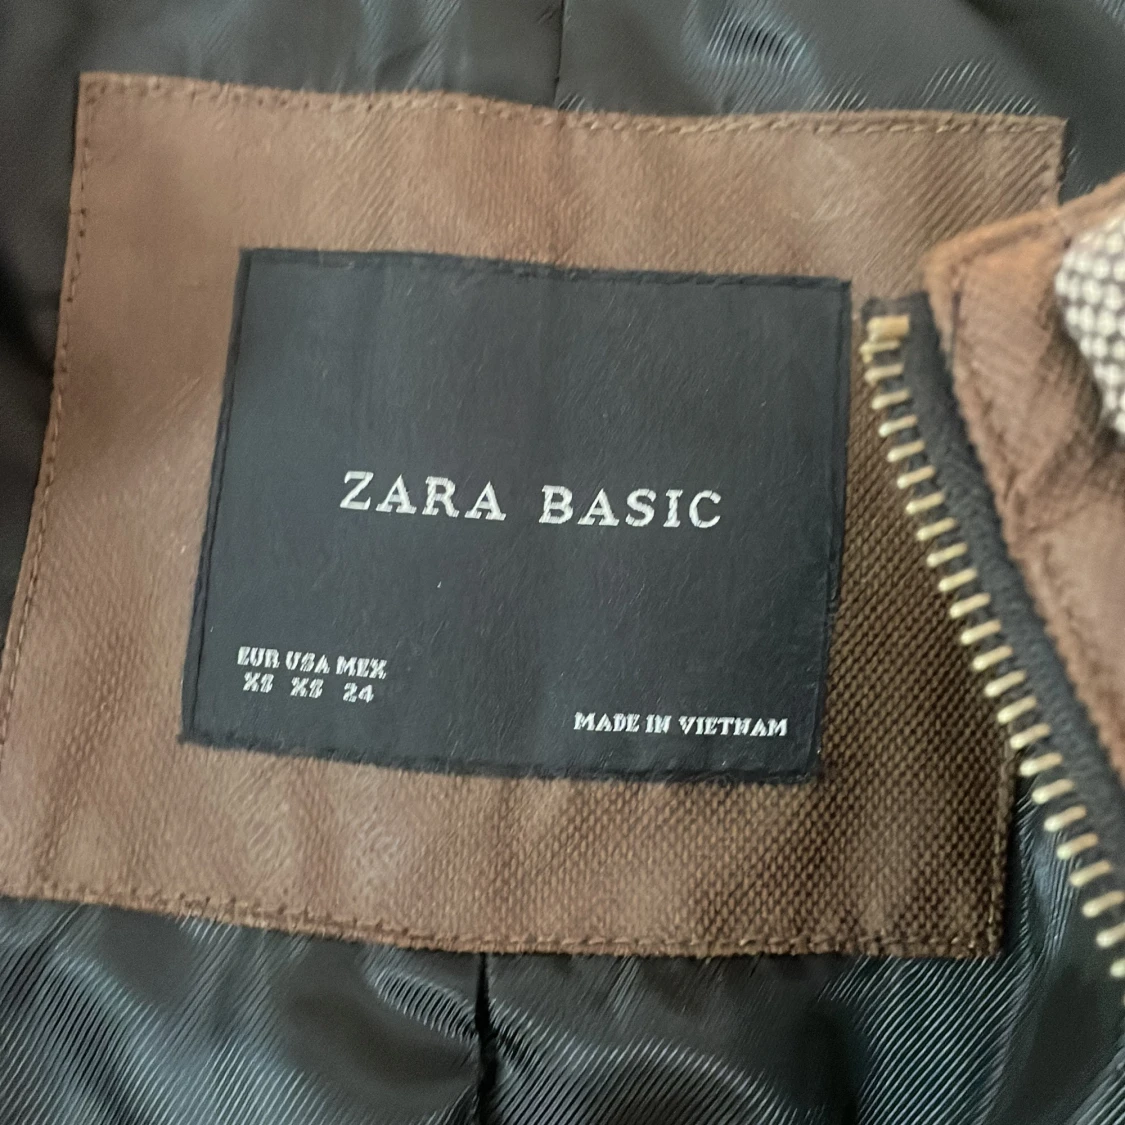 ZARA BASIC
EUR USA MEX
XS XS 24
MADE IN VIETNAM